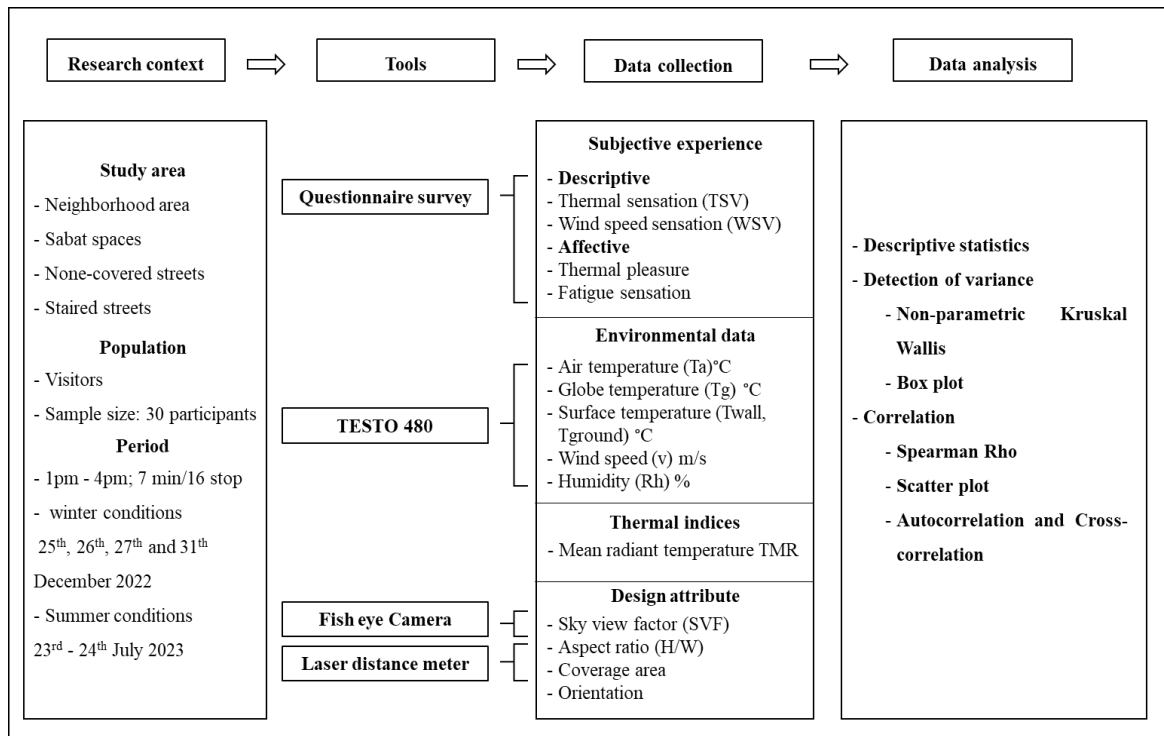 Research context
Tools
Data collection
Data analysis
Study area
- Neighborhood area
- Sabat spaces
- None-covered streets
- Staired streets
Population
- Visitors
- Sample size: 30 participants
Period
- 1pm - 4pm; 7 min/16 stop
- winter conditions
25th, 26th, 27th and 31th
December 2022
- Summer conditions
23rd - 24th July 2023
Questionnaire survey
TESTO 480
Fish eye Camera
Laser distance meter
Subjective experience
- Descriptive
- Thermal sensation (TSV)
- Wind speed sensation (WSV)
- Affective
- Thermal pleasure
- Fatigue sensation
Environmental data
- Air temperature (Ta)°C
- Globe temperature (Tg) °C
- Surface temperature (Twall,
Tground) °C
- Wind speed (v) m/s
- Humidity (Rh) %
Thermal indices
- Mean radiant temperature TMR
Design attribute
- Sky view factor (SVF)
- Aspect ratio (H/W)
- Coverage area
- Orientation
- Descriptive statistics
- Detection of variance
- Non-parametric Kruskal
Wallis
- Box plot
- Correlation
- Spearman Rho
- Scatter plot
- Autocorrelation and Cross-
correlation